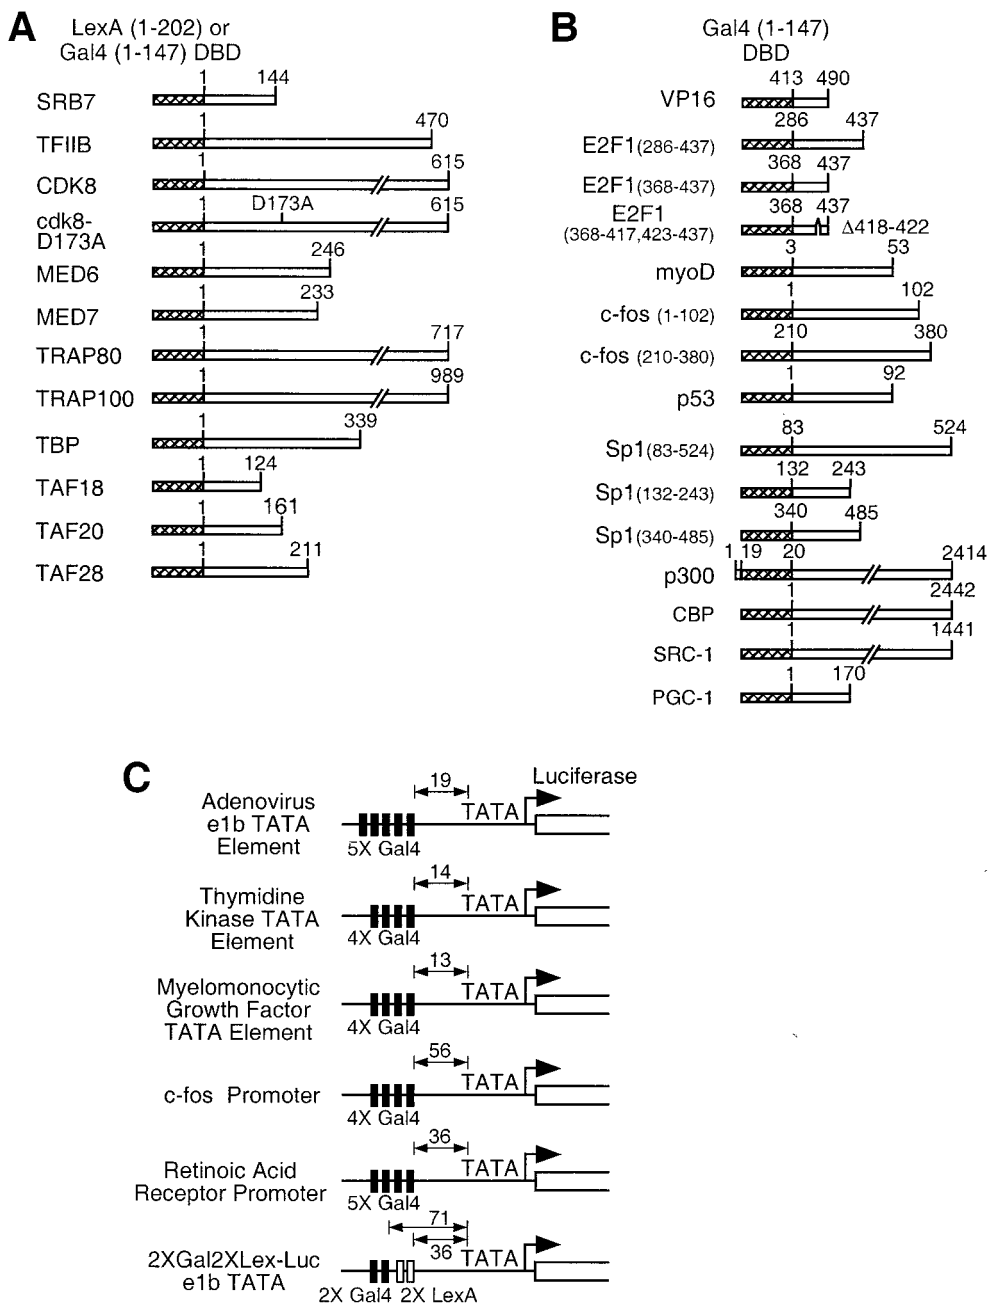 A
LexA (1-202) or
Gal4 (1-147) DBD
1 144
SRB7
1 470
TFIIB
1 615
CDK8
1 D173A 615
cdk8-
D173A
1 246
MED6
1 233
MED7
1 717
TRAP80
1 989
TRAP100
1 339
TBP
1 124
TAF18
1 161
TAF20
1 211
TAF28
B
Gal4 (1-147)
DBD
413 490
VP16
286 437
E2F1(286-437)
368 437
E2F1(368-437)
368 437
E2F1
(368-417,423-437)
Δ418-422
3 53
myoD
1 102
c-fos (1-102)
210 380
c-fos (210-380)
1 92
p53
83 524
Sp1(83-524)
132 243
Sp1(132-243)
340 485
Sp1(340-485)
1 19 20 2414
p300
1 2442
CBP
1 1441
SRC-1
1 170
PGC-1
C
Luciferase
19
Adenovirus
e1b TATA
Element
TATA
5X Gal4
14
Thymidine
Kinase TATA
Element
TATA
4X Gal4
13
Myelomonocytic
Growth Factor
TATA Element
TATA
4X Gal4
56
c-fos Promoter
TATA
4X Gal4
36
Retinoic Acid
Receptor Promoter
TATA
5X Gal4
71
36
2XGal2XLex-Luc
e1b TATA
TATA
2X Gal4 2X LexA